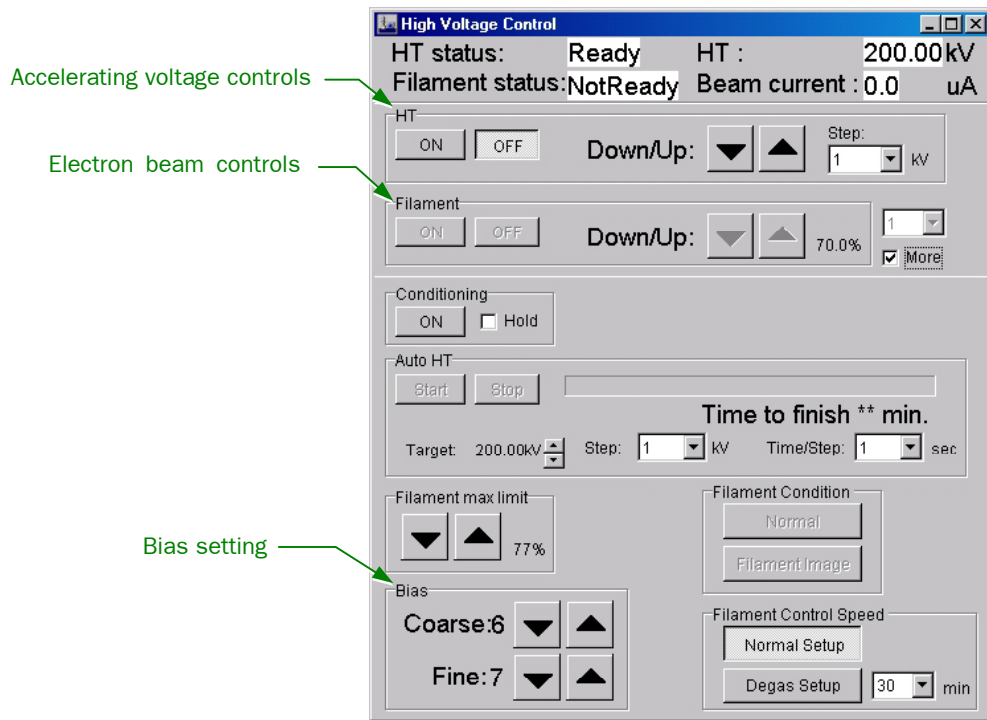 High Voltage Control
HT status: Ready HT : 200.00 kV
Filament status: NotReady Beam current : 0.0 uA
Accelerating voltage controls
HT
ON OFF Down/Up: Step: 1 kV
Electron beam controls
Filament
ON OFF Down/Up: 70.0% 1
More
Conditioning
ON Hold
Auto HT
Start Stop
Time to finish ** min.
Target: 200.00kV Step: 1 kV Time/Step: 1 sec
Filament max limit
77%
Filament Condition
Normal
Filament Image
Bias setting
Bias
Coarse:6
Fine:7
Filament Control Speed
Normal Setup
Degas Setup 30 min